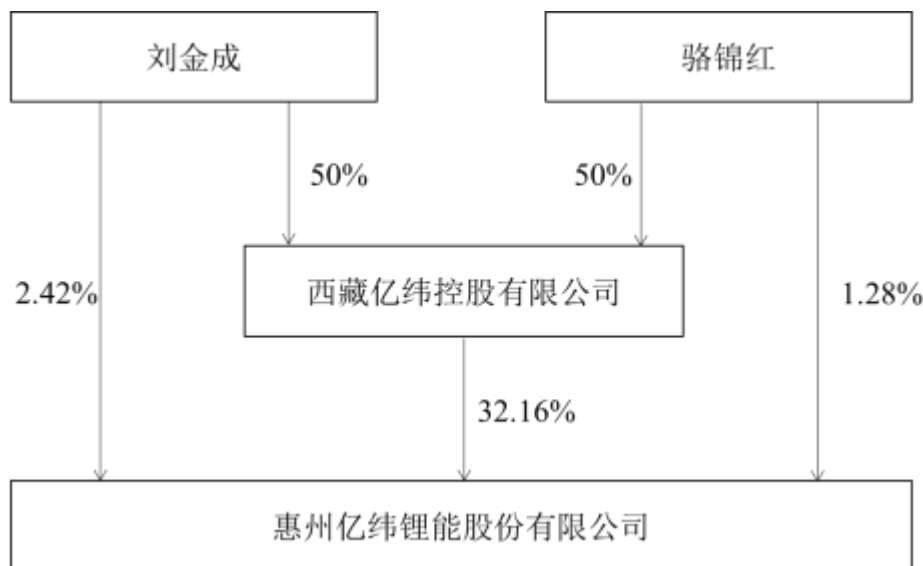 刘金成
骆锦红
50%
50%
2.42%
西藏亿纬控股有限公司
1.28%
32.16%
惠州亿纬锂能股份有限公司